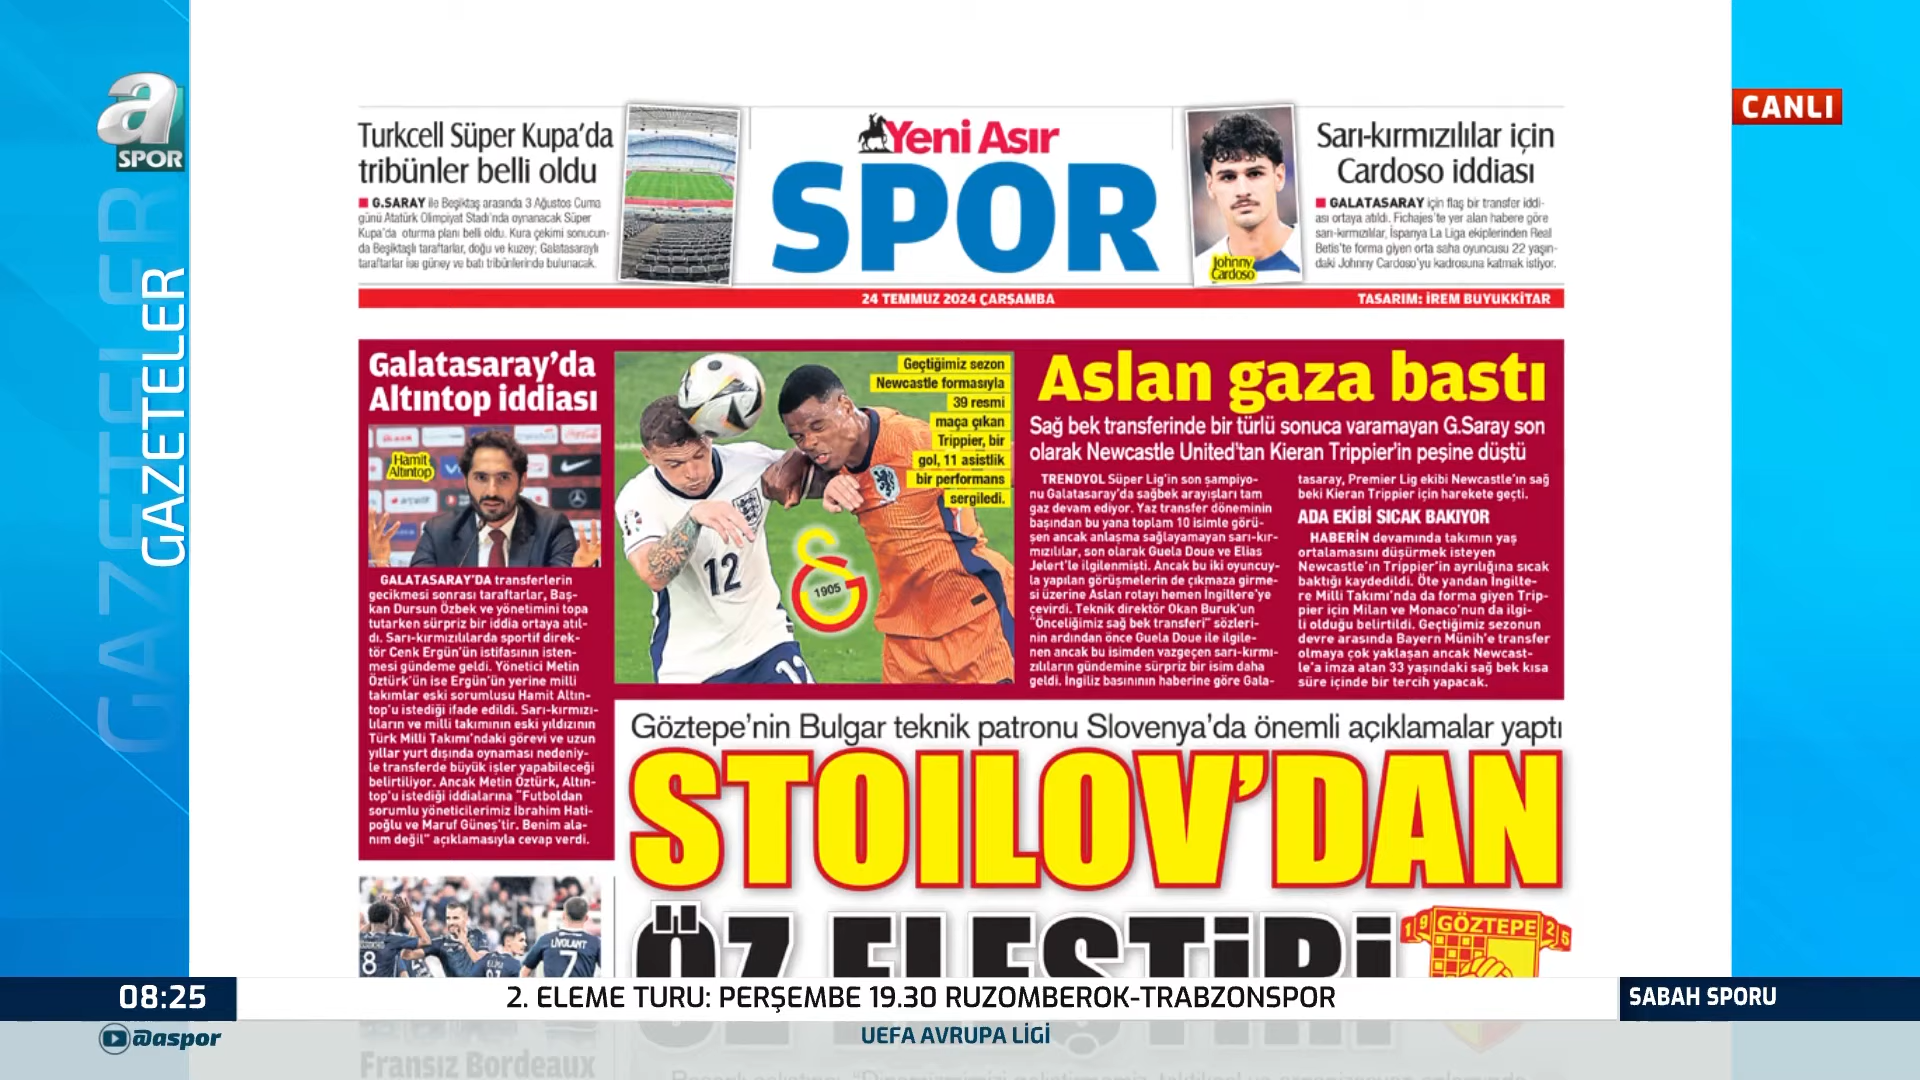 a
SPOR
GAZETELER
GAZETELER
CANLI
Turkcell Süper Kupa'da
tribünler belli oldu
G.SARAY ile Beşiktaş arasında 3 Ağustos Cuma
günü Atatürk Olimpiyat Stadı'nda oynanacak Süper
Kupa'da oturma planı belli oldu. Kura çekimi sonucun-
da Beşiktaşlı taraftarlar, doğu ve kuzey; Galatasaraylı
taraftarlar ise güney ve batı tribünlerinde bulunacak.
Yeni Asır
SPOR
Johnny
Cardoso
Sarı-kırmızılılar için
Cardoso iddiası
GALATASARAY için flaş bir transfer iddi-
ası ortaya atıldı. Fichajes'te yer alan habere göre
sarı-kırmızılılar, İspanya La Liga ekiplerinden Real
Betis'te forma giyen orta saha oyuncusu 22 yaşın-
daki Johnny Cardoso'yu kadrosuna katmak istiyor.
24 TEMMUZ 2024 ÇARŞAMBA
TASARIM: İREM BÜYÜKKİTAR
Galatasaray'da
Altıntop iddiası
Hamit
Altıntop
GALATASARAY'DA transferlerin
gecikmesi sonrası taraftarlar, Baş-
kan Dursun Özbek ve yönetimini topa
tutarken sürpriz bir iddia ortaya atıl-
dı. Sarı-kırmızılılarda sportif direk-
tör Cenk Ergün'ün istifasının isten-
mesi gündeme geldi. Yönetici Metin
Öztürk'ün ise Ergün'ün yerine milli
takımlar eski sorumlusu Hamit Altın-
top'u istediği ifade edildi. Sarı-kırmızı-
lıların ve milli takımının eski yıldızının
Türk Milli Takımı'ndaki görevi ve uzun
yıllar yurt dışında oynaması nedeniy-
le transferde büyük işler yapabileceği
belirtiliyor. Ancak Metin Öztürk, Altın-
top'u istediği iddialarına "Futboldan
sorumlu yöneticilerimiz İbrahim Hati-
poğlu ve Maruf Güneş'tir. Benim ala-
nım değil" açıklamasıyla cevap verdi.
Geçtiğimiz sezon
Newcastle formasıyla
39 resmi
maça çıkan
Trippier, bir
gol, 11 asistlik
bir performans
sergiledi.
12
1905
Aslan gaza bastı
Sağ bek transferinde bir türlü sonuca varamayan G.Saray son
olarak Newcastle United'tan Kieran Trippier'in peşine düştü
TRENDYOL Süper Lig'in son şampiyo-
nu Galatasaray'da sağbek arayışları tam
gaz devam ediyor. Yaz transfer döneminin
başından bu yana toplam 10 isimle görü-
şen ancak anlaşma sağlayamayan sarı-kır-
mızılılar, son olarak Guela Doue ve Elias
Jelert'le ilgilenmişti. Ancak bu iki oyuncuy-
la yapılan görüşmelerin de çıkmaza girme-
si üzerine Aslan rotayı hemen İngiltere'ye
çevirdi. Teknik direktör Okan Buruk'un
"Önceliğimiz sağ bek transferi" sözleri-
nin ardından önce Guela Doue ile ilgile-
nen ancak bu isimden vazgeçen sarı-kırmı-
zılıların gündemine sürpriz bir isim daha
geldi. İngiliz basınının haberine göre Gala-
tasaray, Premier Lig ekibi Newcastle'ın sağ
beki Kieran Trippier için harekete geçti.
ADA EKİBİ SICAK BAKIYOR
HABERİN devamında takımın yaş
ortalamasını düşürmek isteyen
Newcastle'ın Trippier'in ayrılığına sıcak
baktığı kaydedildi. Öte yandan İngilte-
re Milli Takımı'nda da forma giyen Trip-
pier için Milan ve Monaco'nun da ilgi-
li olduğu belirtildi. Geçtiğimiz sezonun
devre arasında Bayern Münih'e transfer
olmaya çok yaklaşan ancak Newcast-
le'a imza atan 33 yaşındaki sağ bek kısa
süre içinde bir tercih yapacak.
Göztepe'nin Bulgar teknik patronu Slovenya'da önemli açıklamalar yaptı
STOILOV'DAN
ÖZ ELEŞTİRİ
19 GÖZTEPE 25
8
LİVOLANT
7
08:25
2. ELEME TURU: PERŞEMBE 19.30 RUZOMBEROK-TRABZONSPOR
SABAH SPORU
@aspor
UEFA AVRUPA LİGİ
Fransız Bordeaux